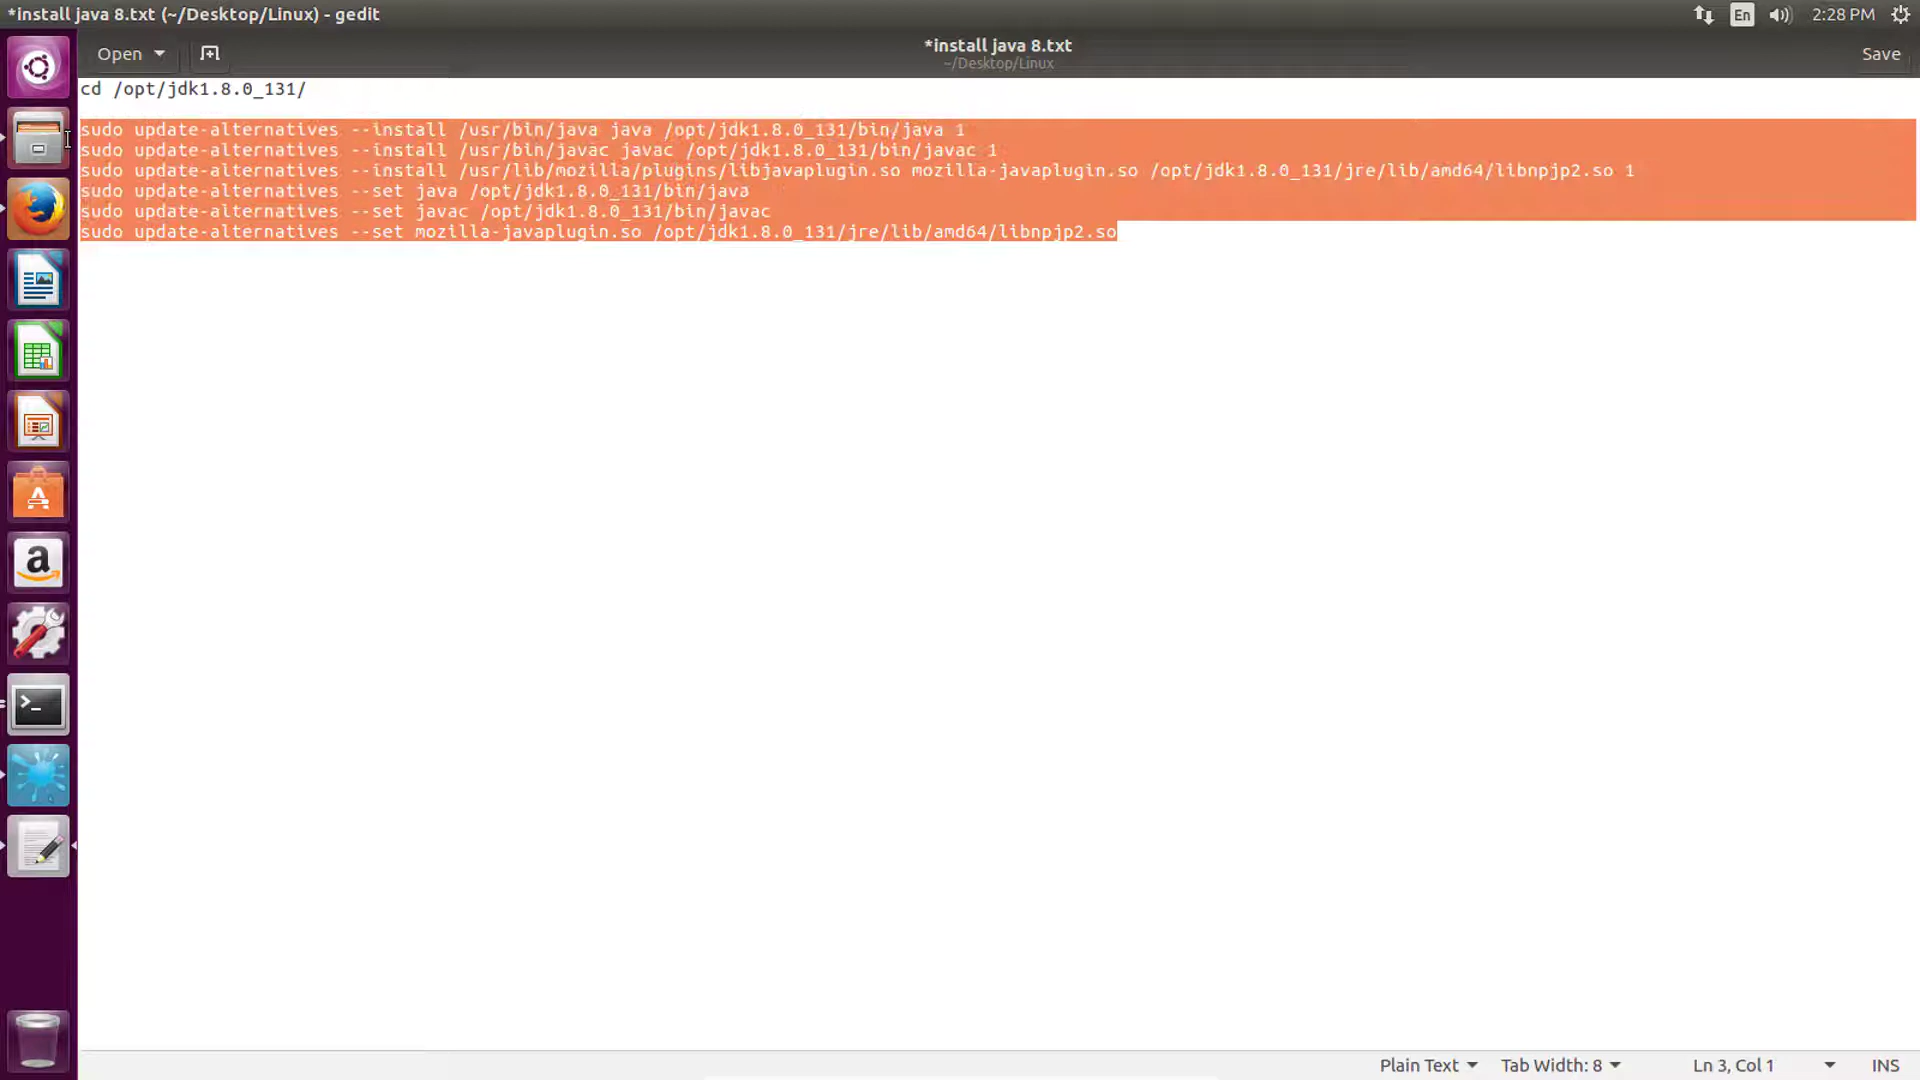 *install java 8.txt (~/Desktop/Linux) - gedit
En
2:28 PM
Open
*install java 8.txt
~/Desktop/Linux
Save
cd /opt/jdk1.8.0_131/
sudo update-alternatives --install /usr/bin/java java /opt/jdk1.8.0_131/bin/java 1
sudo update-alternatives --install /usr/bin/javac javac /opt/jdk1.8.0_131/bin/javac 1
sudo update-alternatives --install /usr/lib/mozilla/plugins/libjavaplugin.so mozilla-javaplugin.so /opt/jdk1.8.0_131/jre/lib/amd64/libnpjp2.so 1
sudo update-alternatives --set java /opt/jdk1.8.0_131/bin/java
sudo update-alternatives --set javac /opt/jdk1.8.0_131/bin/javac
sudo update-alternatives --set mozilla-javaplugin.so /opt/jdk1.8.0_131/jre/lib/amd64/libnpjp2.so
a
Plain Text
Tab Width: 8
Ln 3, Col 1
INS